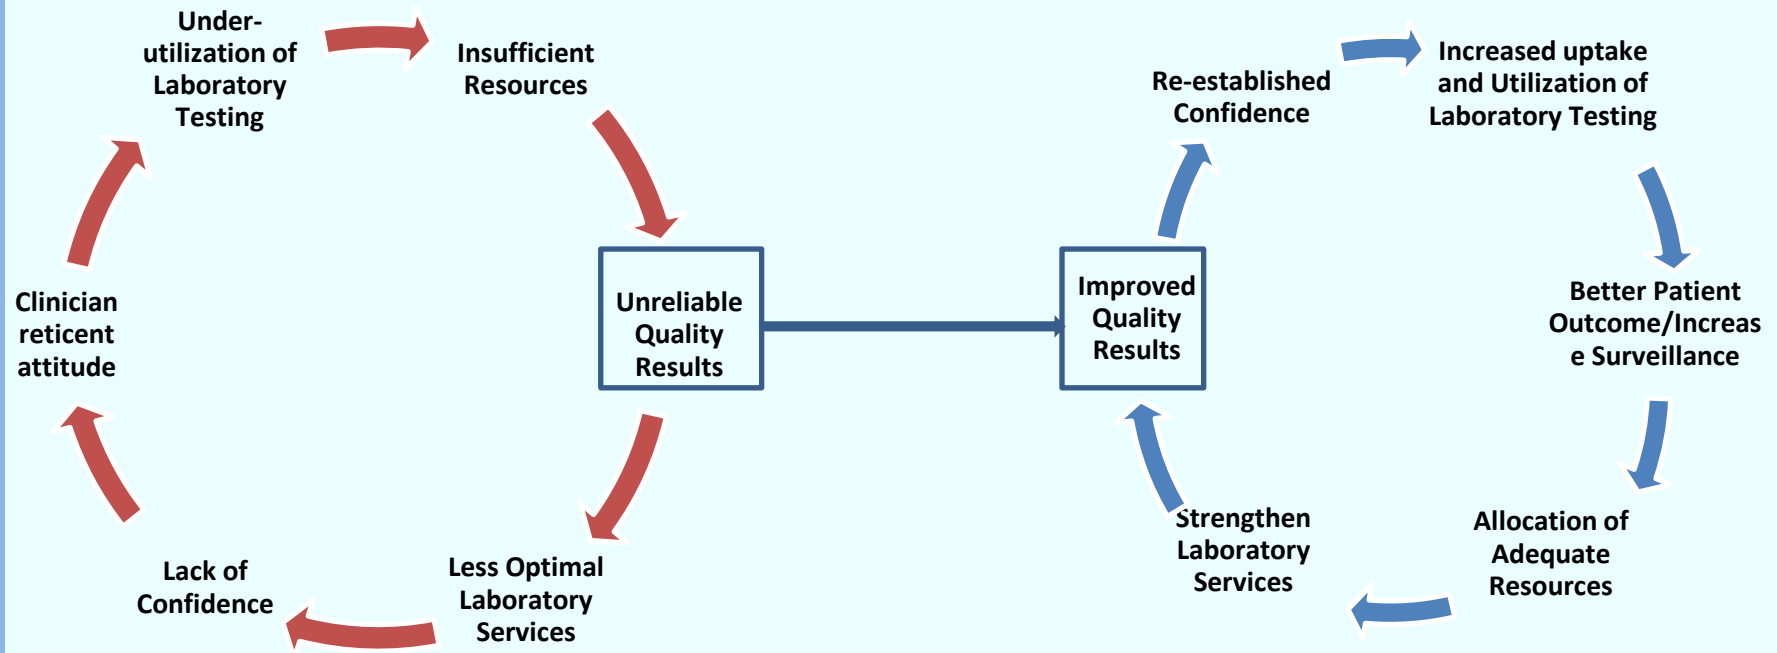 Under-
utilization of
Laboratory
Testing
Insufficient
Resources
Unreliable
Quality
Results
Less Optimal
Laboratory
Services
Lack of
Confidence
Clinician
reticent
attitude
Improved
Quality
Results
Re-established
Confidence
Increased uptake
and Utilization of
Laboratory Testing
Better Patient
Outcome/Increas
e Surveillance
Allocation of
Adequate
Resources
Strengthen
Laboratory
Services